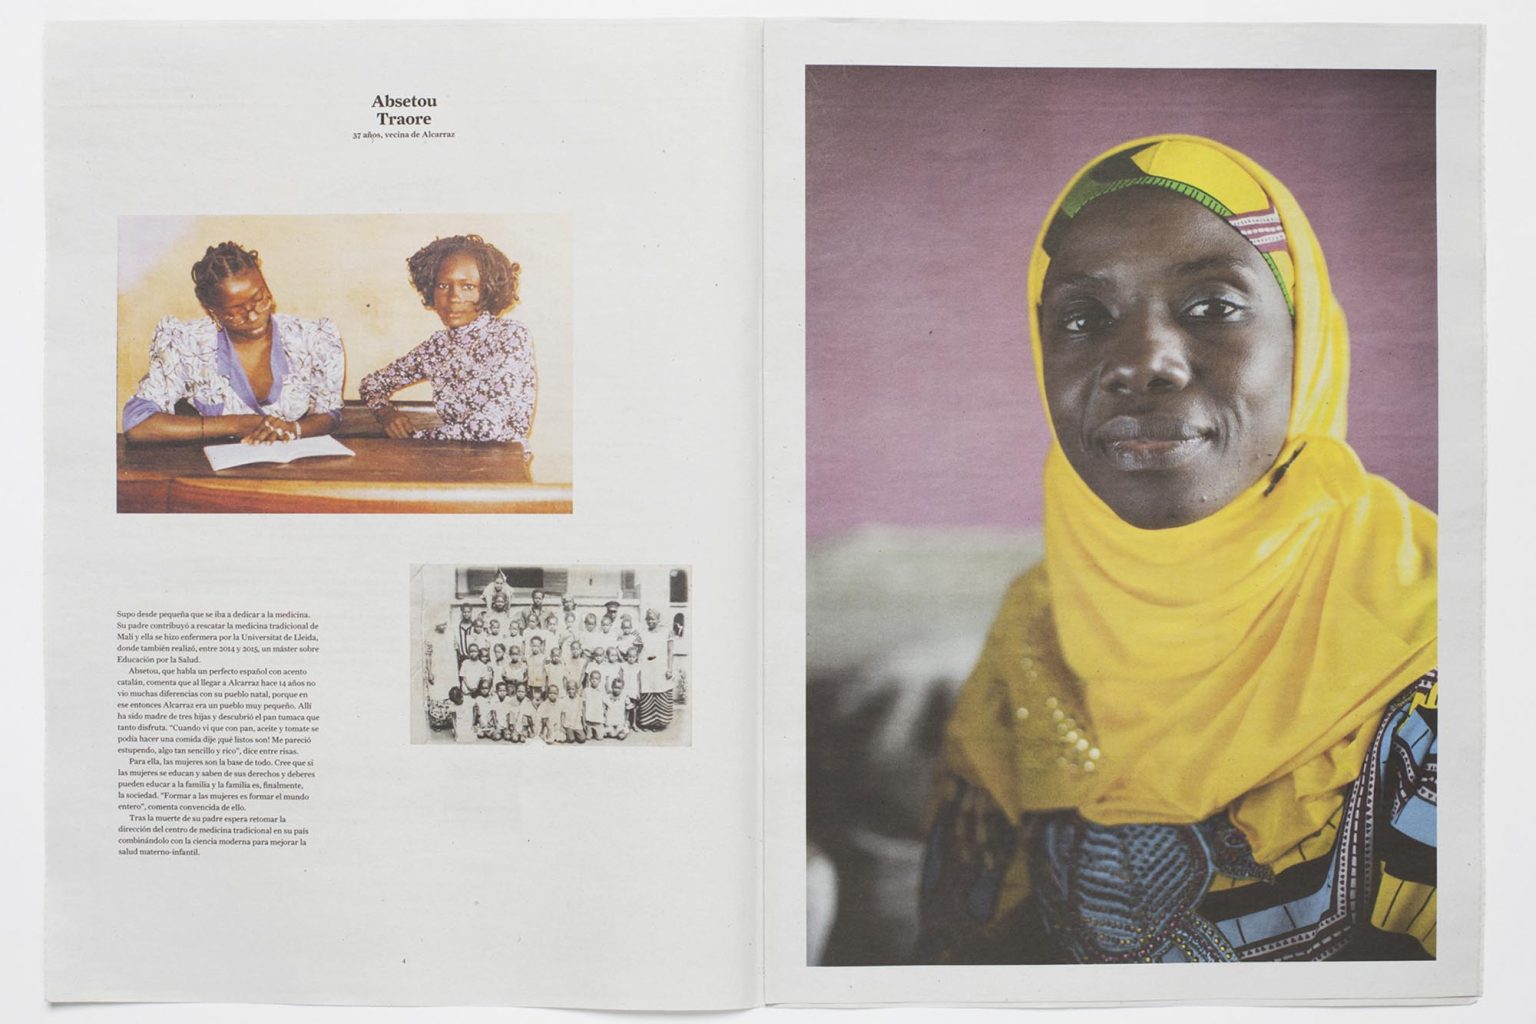 Absetou
Traore
37 años, vecina de Alcarraz
Supo desde pequeña que se iba a dedicar a la medicina.
Su padre contribuyó a rescatar la medicina tradicional de
Malí y ella se hizo enfermera por la Universitat de Lleida,
donde también realizó, entre 2014 y 2015, un máster sobre
Educación por la Salud.
Absetou, que habla un perfecto español con acento
catalán, comenta que al llegar a Alcarraz hace 14 años no
vio muchas diferencias con su pueblo natal, porque en
ese entonces Alcarraz era un pueblo muy pequeño. Allí
ha sido madre de tres hijas y descubrió el pan tumaca que
tanto disfruta. “Cuando vi que con pan, aceite y tomate se
podía hacer una comida dije ¡qué listos son! Me pareció
estupendo, algo tan sencillo y rico”, dice entre risas.
Para ella, las mujeres son la base de todo. Cree que si
las mujeres se educan y saben de sus derechos y deberes
pueden educar a la familia y la familia es, finalmente,
la sociedad. “Formar a las mujeres es formar el mundo
entero”, comenta convencida de ello.
Tras la muerte de su padre espera retomar la
dirección del centro de medicina tradicional en su país
combinándolo con la ciencia moderna para mejorar la
salud materno-infantil.
4